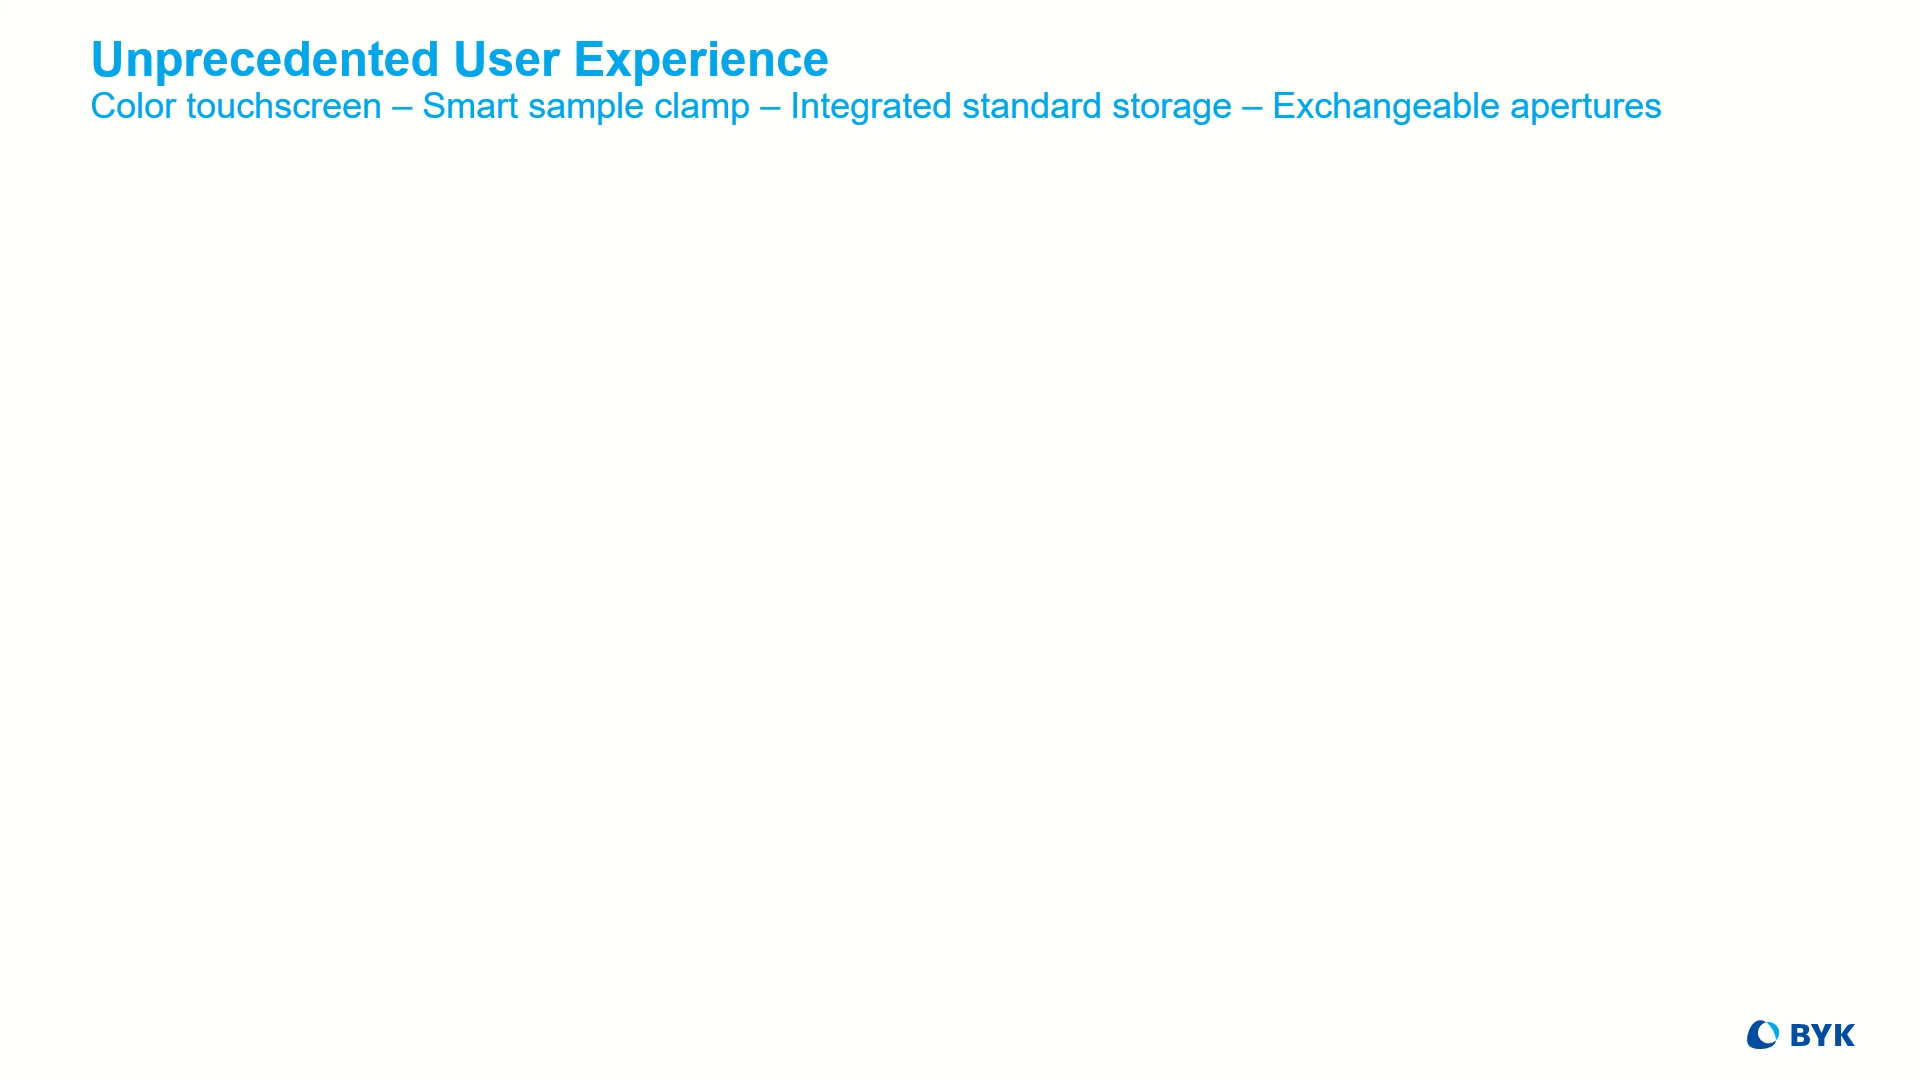 Unprecedented User Experience
Color touchscreen – Smart sample clamp – Integrated standard storage – Exchangeable apertures
BYK